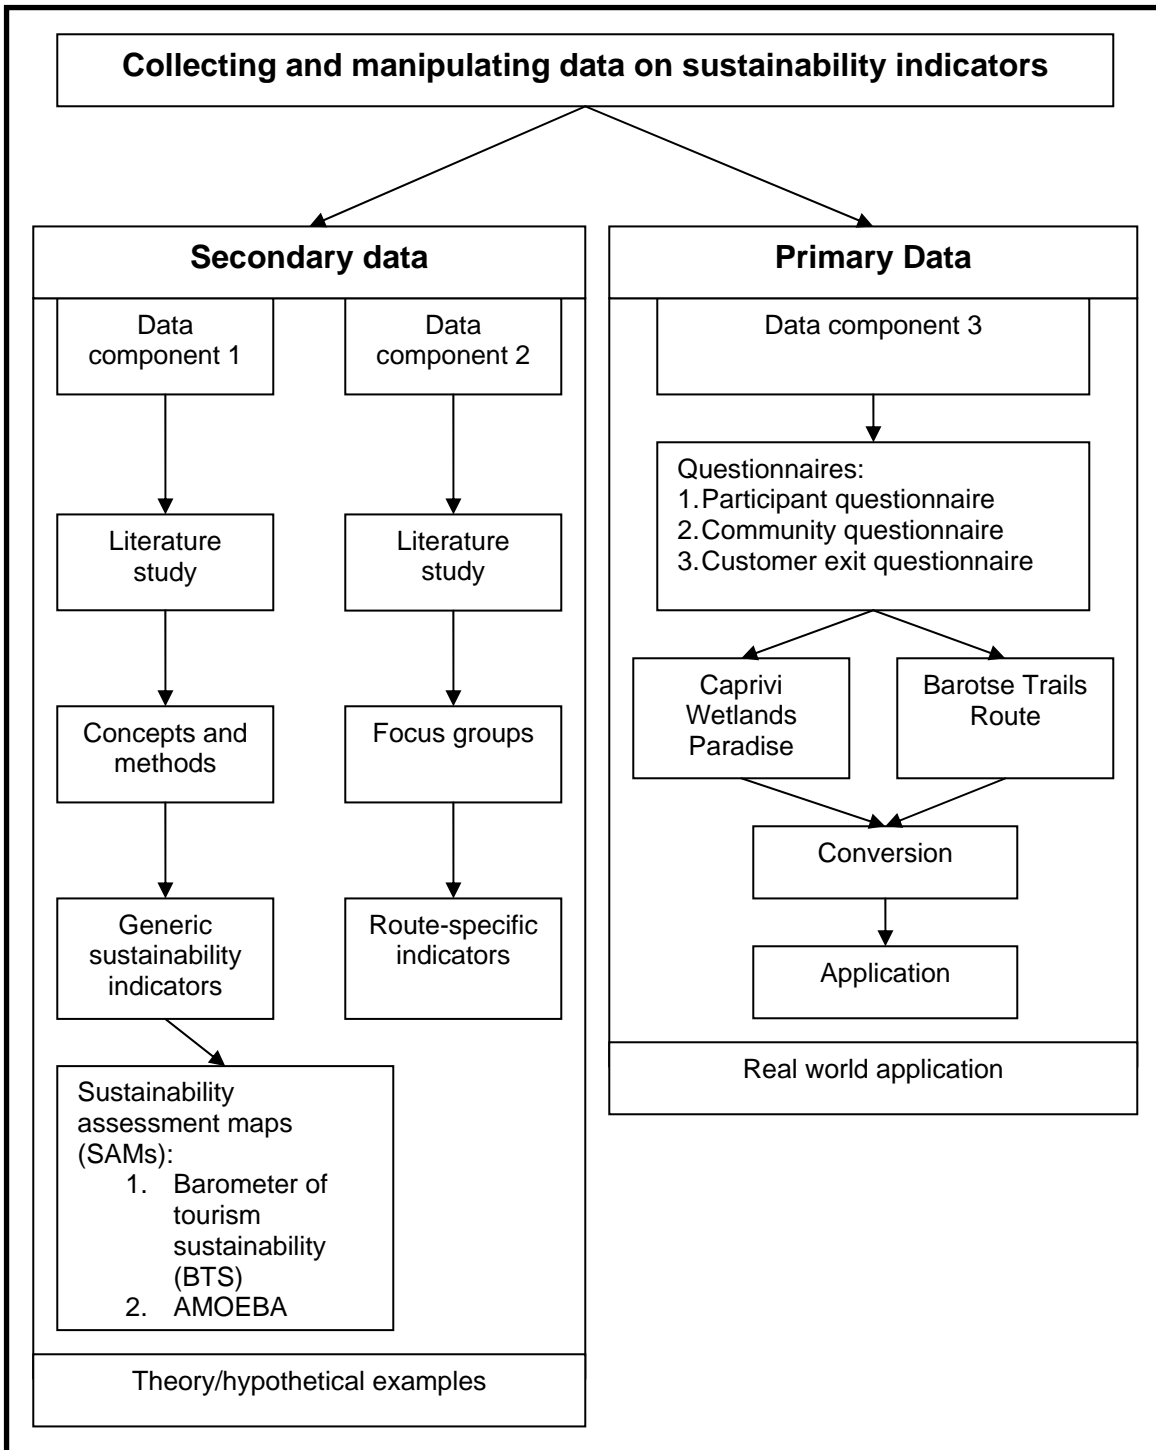 Collecting and manipulating data on sustainability indicators
Secondary data
Data
component 1
Literature
study
Concepts and
methods
Generic
sustainability
indicators
Sustainability
assessment maps
(SAMs):
1. Barometer of
tourism
sustainability
(BTS)
2. AMOEBA
Data
component 2
Literature
study
Focus groups
Route-specific
indicators
Theory/hypothetical examples
Primary Data
Data component 3
Questionnaires:
1. Participant questionnaire
2. Community questionnaire
3. Customer exit questionnaire
Caprivi
Wetlands
Paradise
Barotse Trails
Route
Conversion
Application
Real world application